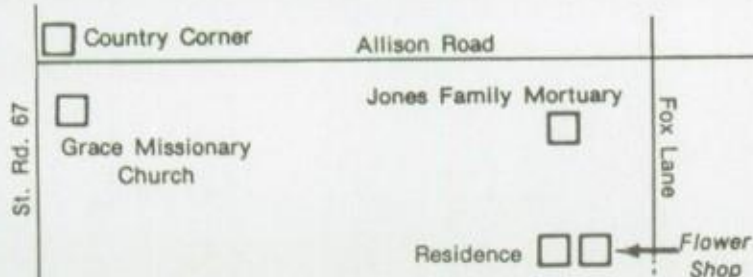 Country Corner
Allison Road
St. Rd. 67
Jones Family Mortuary
Fox Lane
Grace Missionary
Church
Residence
Flower
Shop